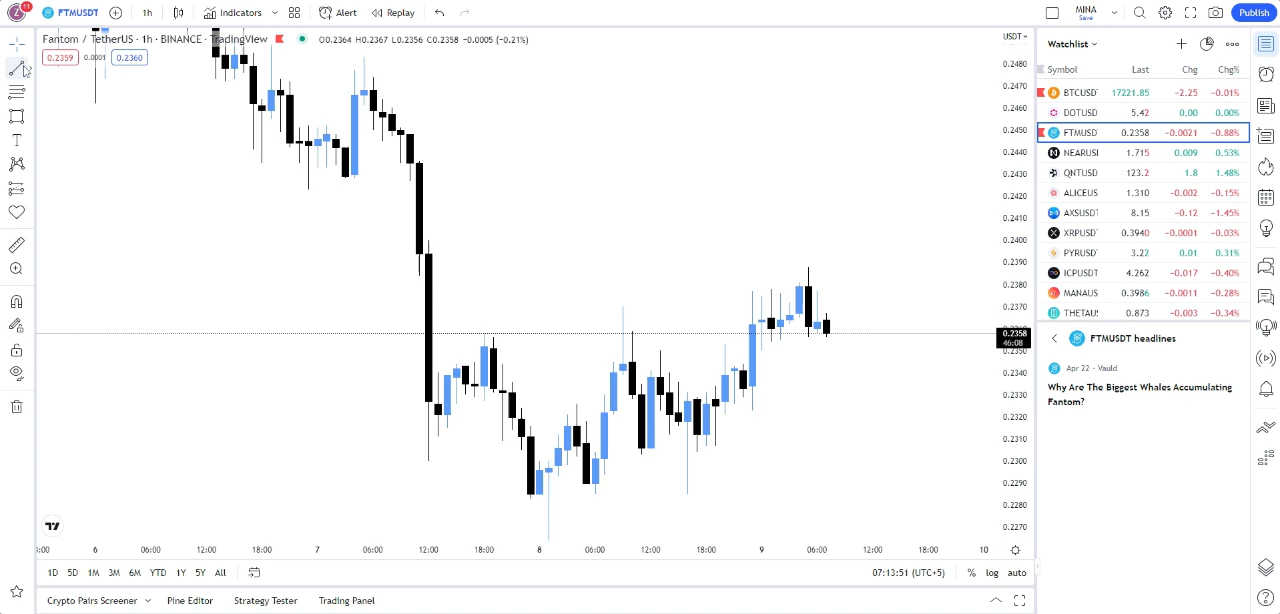 11
FTMUSDT
1h
Indicators
Alert
Replay
MINA
Save
Publish
Fantom / TetherUS · 1h · BINANCE · TradingView
O0.2364 H0.2367 L0.2356 C0.2358 −0.0005 (−0.21%)
0.2359 0.0001 0.2360
USDT
0.2480
0.2470
0.2460
0.2450
0.2440
0.2430
0.2420
0.2410
0.2400
0.2390
0.2380
0.2370
0.2358
46:08
0.2350
0.2340
0.2330
0.2320
0.2310
0.2300
0.2290
0.2280
0.2270
6 06:00 12:00 18:00 7 06:00 12:00 18:00 8 06:00 12:00 18:00 9 06:00 12:00 18:00 10
1D 5D 1M 3M 6M YTD 1Y 5Y All
07:13:51 (UTC+5) % log auto
Crypto Pairs Screener Pine Editor Strategy Tester Trading Panel
Watchlist
Symbol Last Chg Chg%
BTCUSDT 17221.85 −2.25 −0.01%
DOTUSD 5.42 0.00 0.00%
FTMUSD 0.2358 −0.0021 −0.88%
NEARUSI 1.715 0.009 0.53%
QNTUSD 123.2 1.8 1.48%
ALICEUS 1.310 −0.002 −0.15%
AXSUSDT 8.15 −0.12 −1.45%
XRPUSD 0.3940 −0.0001 −0.03%
PYRUSD 3.22 0.01 0.31%
ICPUSDT 4.262 −0.017 −0.40%
MANAUS 0.3986 −0.0011 −0.28%
THETAU 0.873 −0.003 −0.34%
FTMUSDT headlines
Apr 22 · Vauld
Why Are The Biggest Whales Accumulating
Fantom?